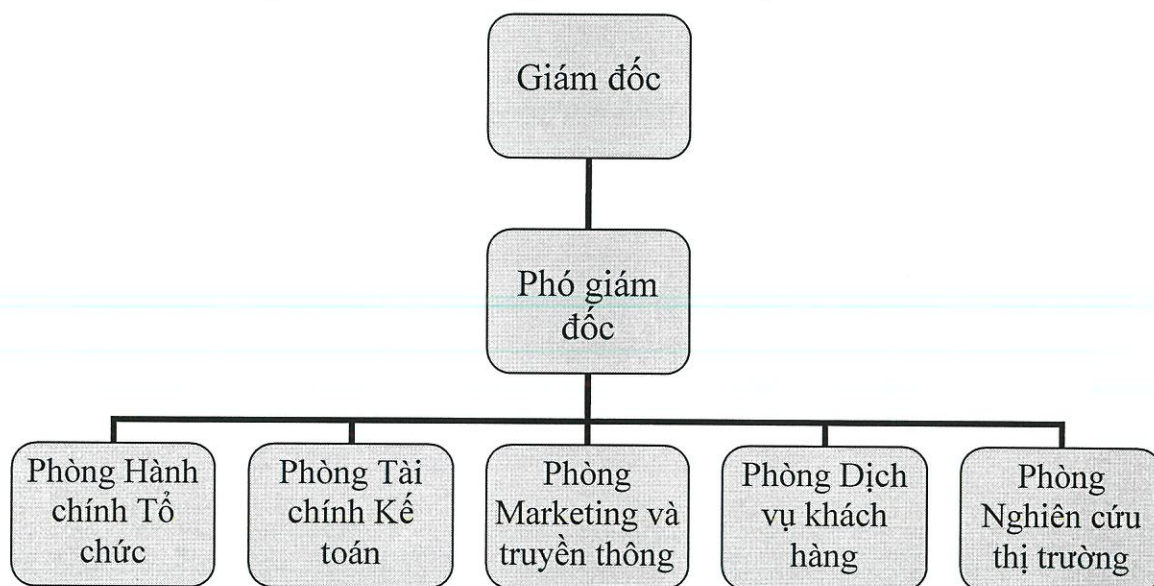 Giám đốc
Phó giám
đốc
Phòng Hành
chính Tổ
chức
Phòng Tài
chính Kế
toán
Phòng
Marketing và
truyền thông
Phòng Dịch
vụ khách
hàng
Phòng
Nghiên cứu
thị trường